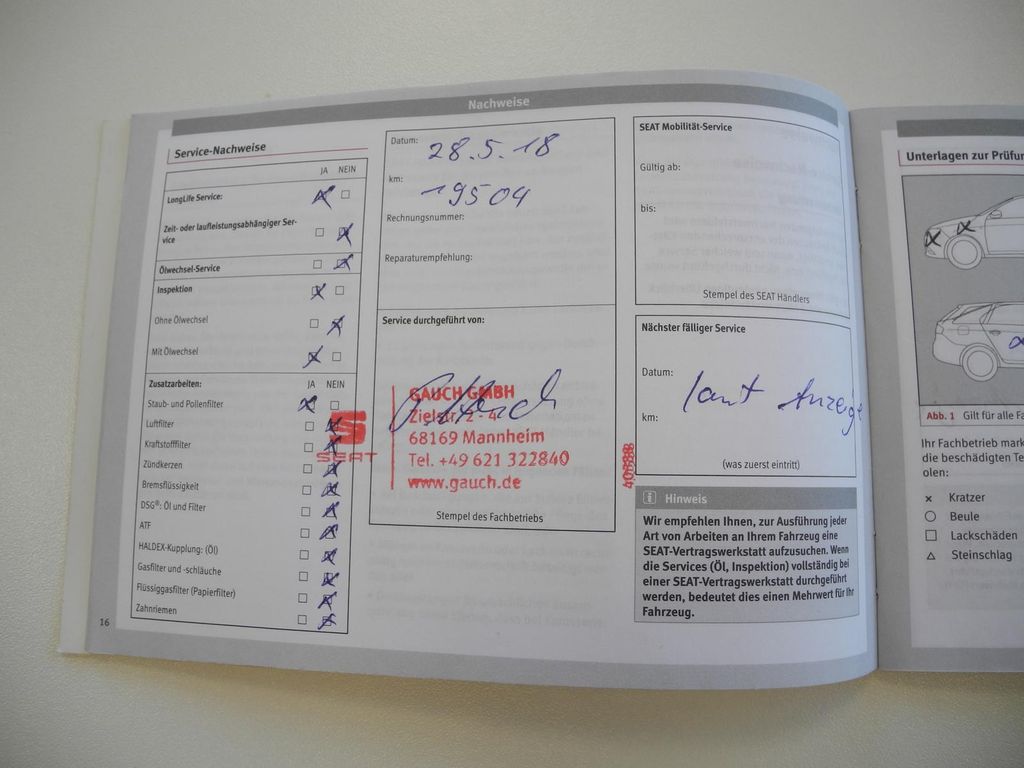 Nachweise
Service-Nachweise
JA NEIN
LongLife Service:
Zeit- oder laufleistungsabhängiger Ser-
vice
Ölwechsel-Service
Inspektion
Ohne Ölwechsel
Mit Ölwechsel
Zusatzarbeiten: JA NEIN
Staub- und Pollenfilter
Luftfilter
Kraftstofffilter
Zündkerzen
Bremsflüssigkeit
DSG®: Öl und Filter
ATF
HALDEX-Kupplung: (Öl)
Gasfilter und -schläuche
Flüssiggasfilter (Papierfilter)
Zahnriemen
16
Datum: 28.5.18
km: 19504
Rechnungsnummer:
Reparaturempfehlung:
Service durchgeführt von:
SEAT
GAUCH GMBH
Zielstr. 2 - 4
68169 Mannheim
Tel. +49 621 322840
www.gauch.de
40388
Stempel des Fachbetriebs
SEAT Mobilität-Service
Gültig ab:
bis:
Stempel des SEAT Händlers
Nächster fälliger Service
Datum: laut Anzeige
km:
(was zuerst eintritt)
Hinweis
Wir empfehlen Ihnen, zur Ausführung jeder
Art von Arbeiten an Ihrem Fahrzeug eine
SEAT-Vertragswerkstatt aufzusuchen. Wenn
die Services (Öl, Inspektion) vollständig bei
einer SEAT-Vertragswerkstatt durchgeführt
werden, bedeutet dies einen Mehrwert für Ihr
Fahrzeug.
Unterlagen zur Prüfun
Abb. 1 Gilt für alle Fa
Ihr Fachbetrieb mark
die beschädigten Te
olen:
Kratzer
Beule
Lackschäden
Steinschlag